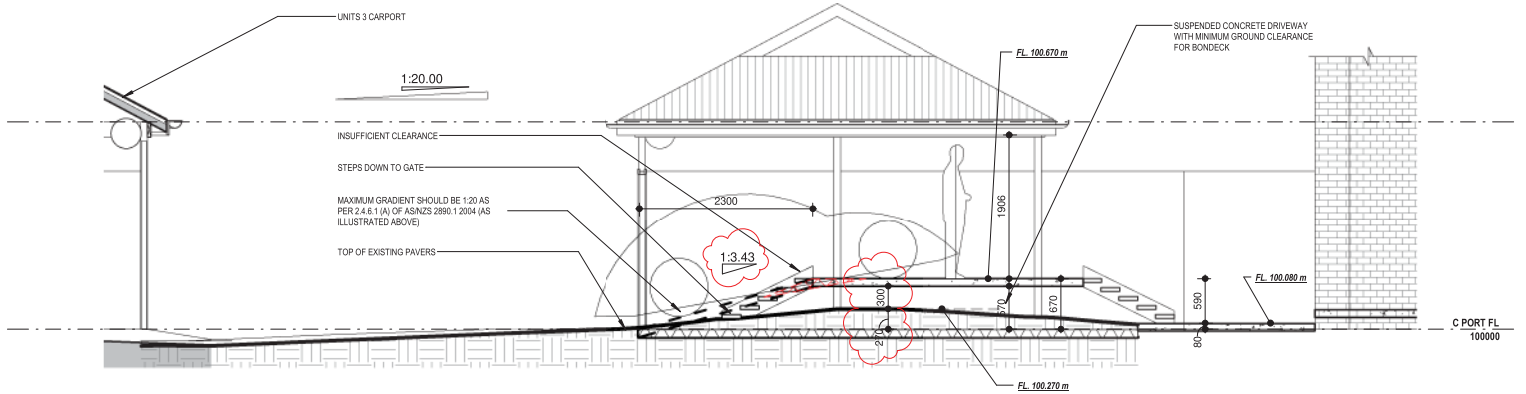 UNITS 3 CARPORT
SUSPENDED CONCRETE DRIVEWAY
WITH MINIMUM GROUND CLEARANCE
FOR BONDECK
FL. 100.670 m
1:20.00
INSUFFICIENT CLEARANCE
STEPS DOWN TO GATE
MAXIMUM GRADIENT SHOULD BE 1:20 AS
PER 2.4.6.1 (A) OF AS/NZS 2890.1 2004 (AS
ILLUSTRATED ABOVE)
TOP OF EXISTING PAVERS
2300
1906
1:3.43
300
570
670
270
590
80
FL. 100.080 m
C PORT FL
100000
FL. 100.270 m